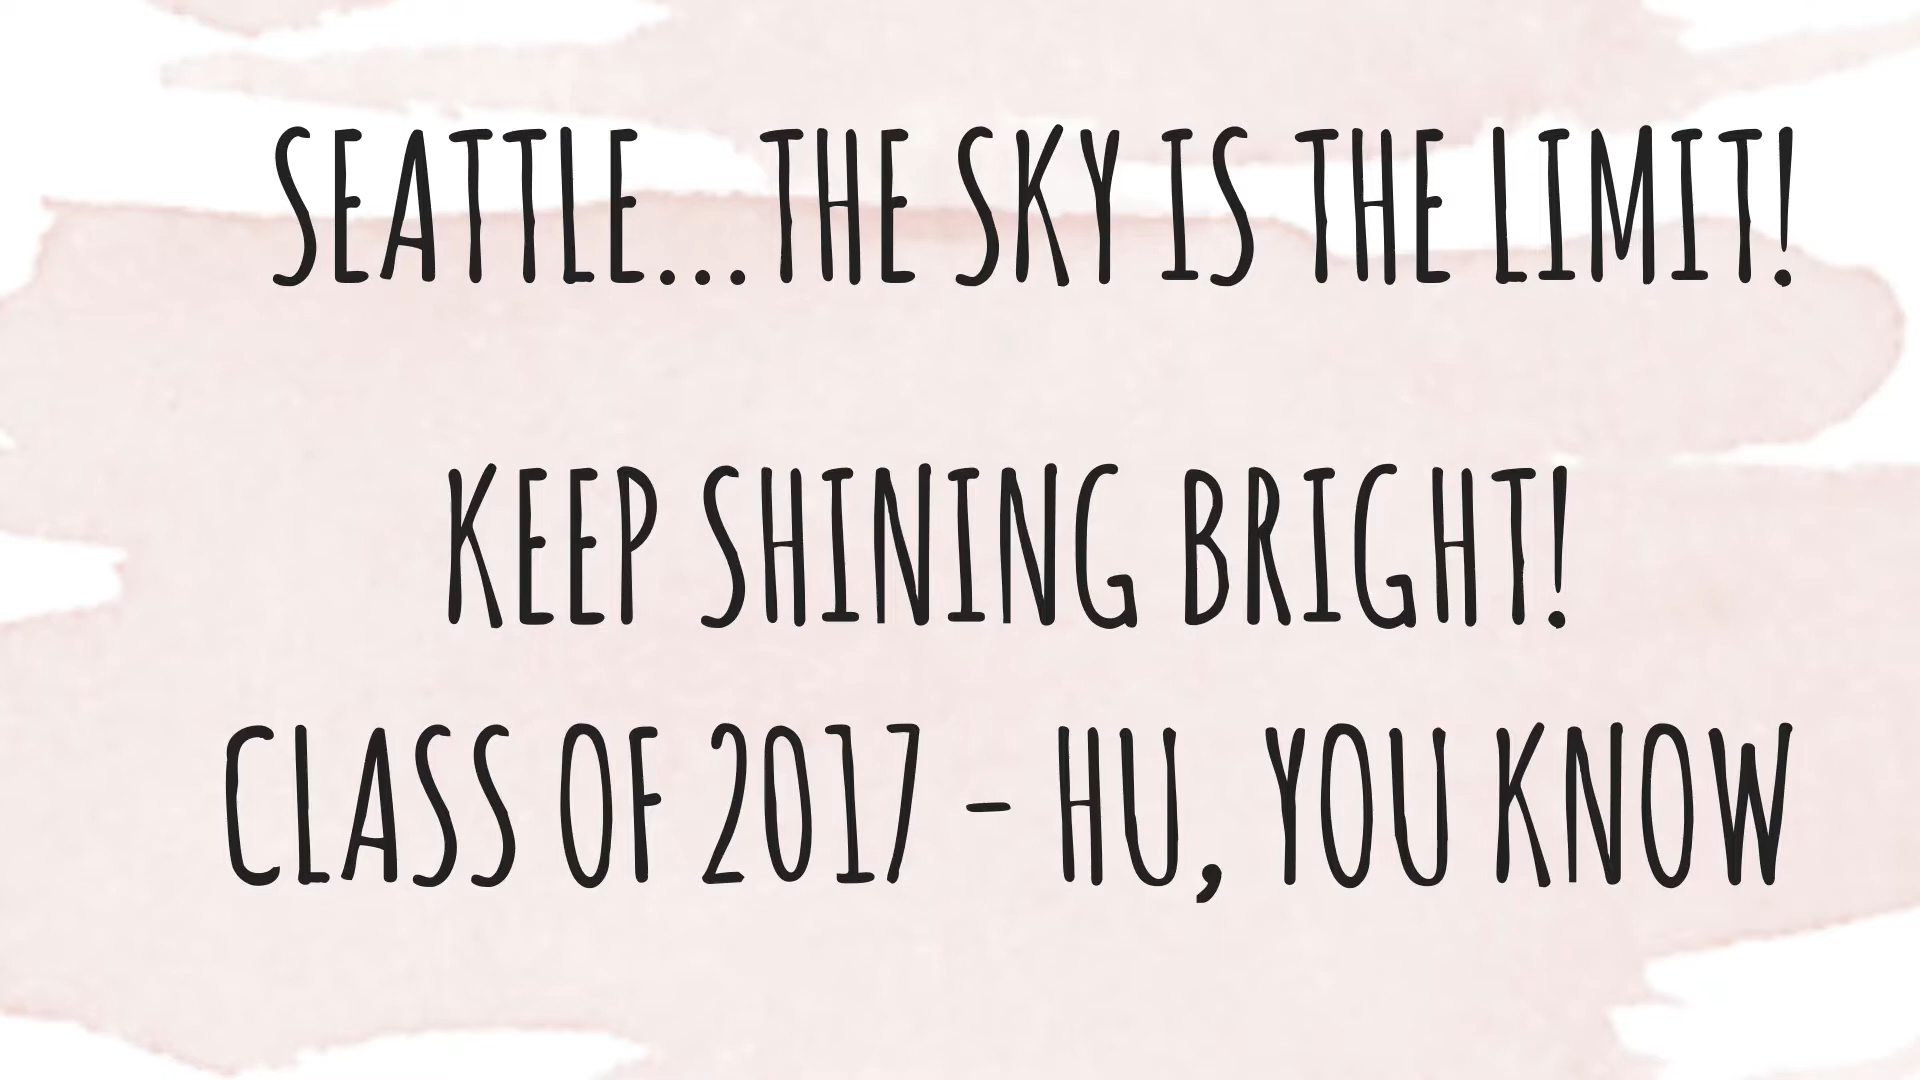 SEATTLE...THE SKY IS THE LIMIT!
KEEP SHINING BRIGHT!
CLASS OF 2017 - HU, YOU KNOW